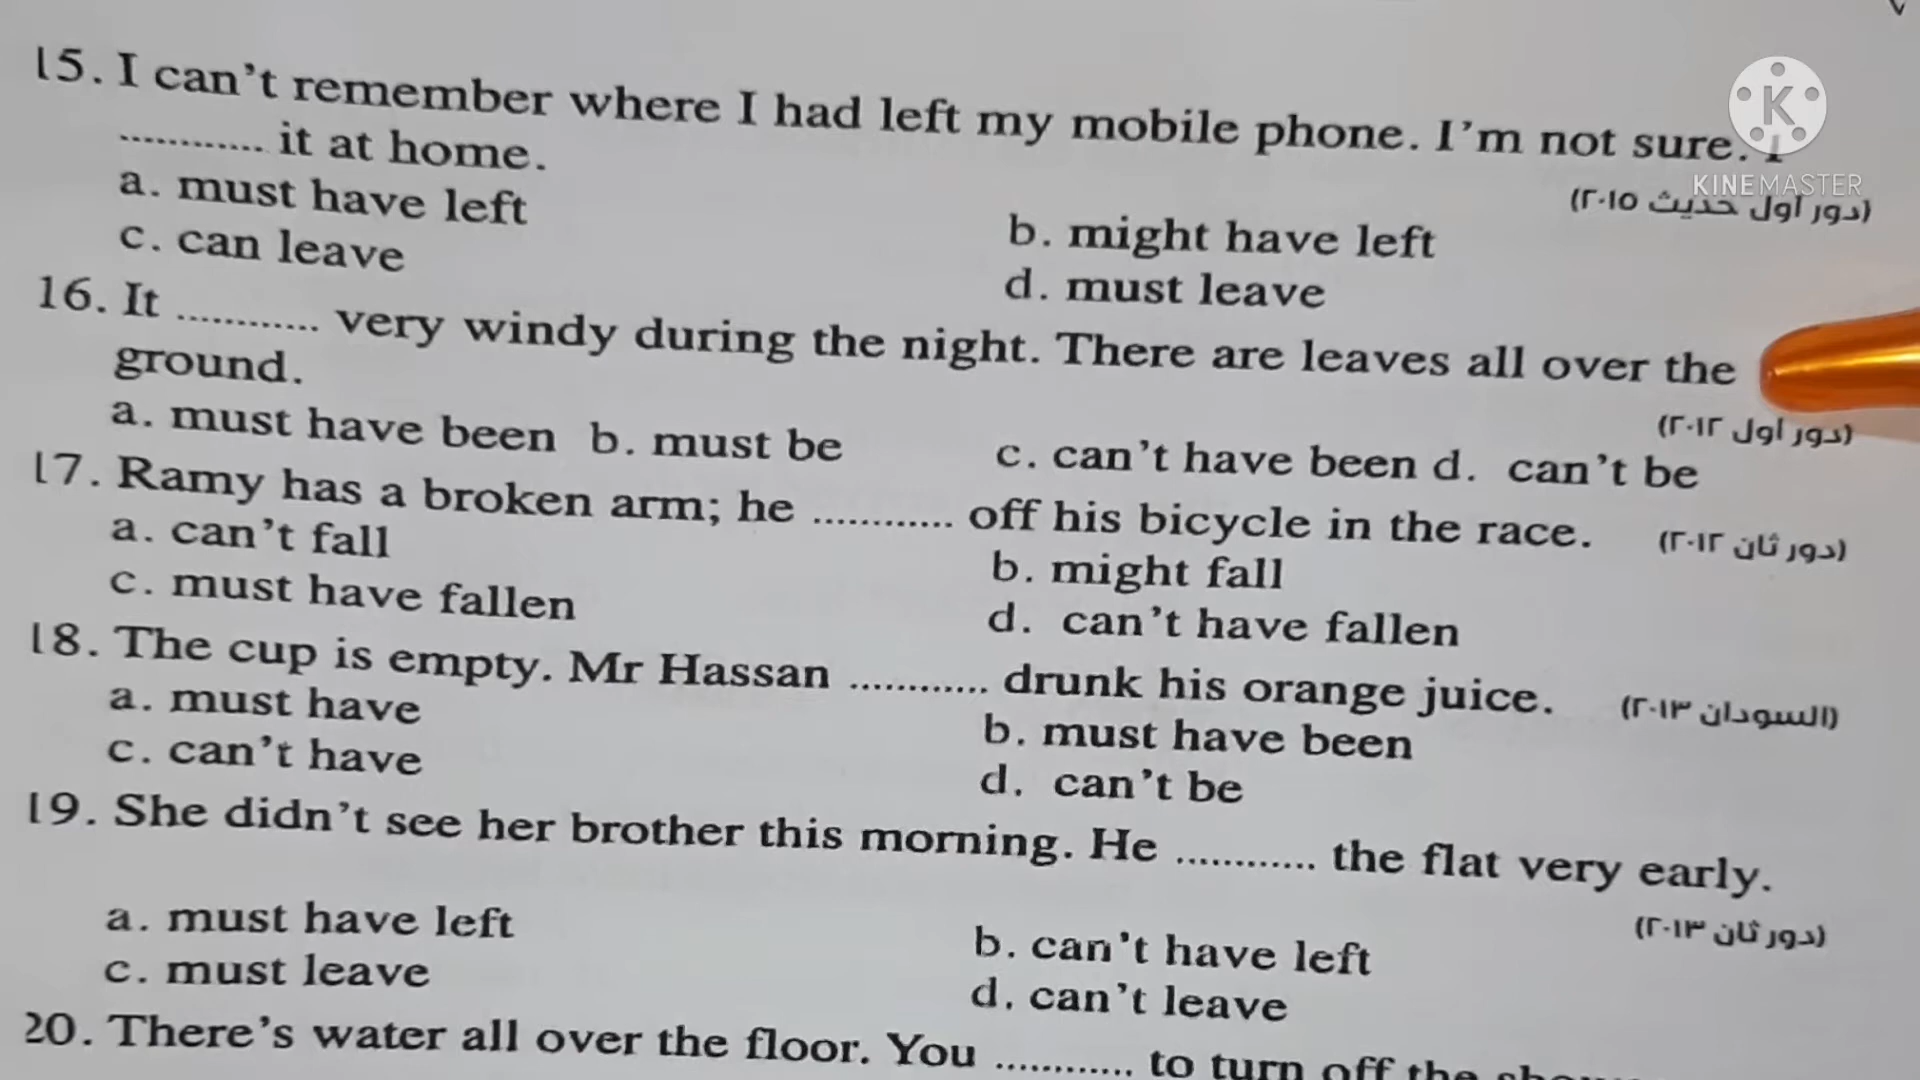 15. I can't remember where I had left my mobile phone. I'm not sure. I
............ it at home.
(دور أول حديث ٢٠١٥)
KINEMASTER
a. must have left b. might have left
c. can leave d. must leave
16. It ............ very windy during the night. There are leaves all over the
ground.
(دور أول ٢٠١٢)
a. must have been b. must be c. can't have been d. can't be
17. Ramy has a broken arm; he ............ off his bicycle in the race. (دور ثان ٢٠١٢)
a. can't fall b. might fall
c. must have fallen d. can't have fallen
18. The cup is empty. Mr Hassan ............ drunk his orange juice. (السودان ٢٠١٣)
a. must have b. must have been
c. can't have d. can't be
19. She didn't see her brother this morning. He ............ the flat very early.
(دور ثان ٢٠١٣)
a. must have left b. can't have left
c. must leave d. can't leave
20. There's water all over the floor. You ............ to turn off the